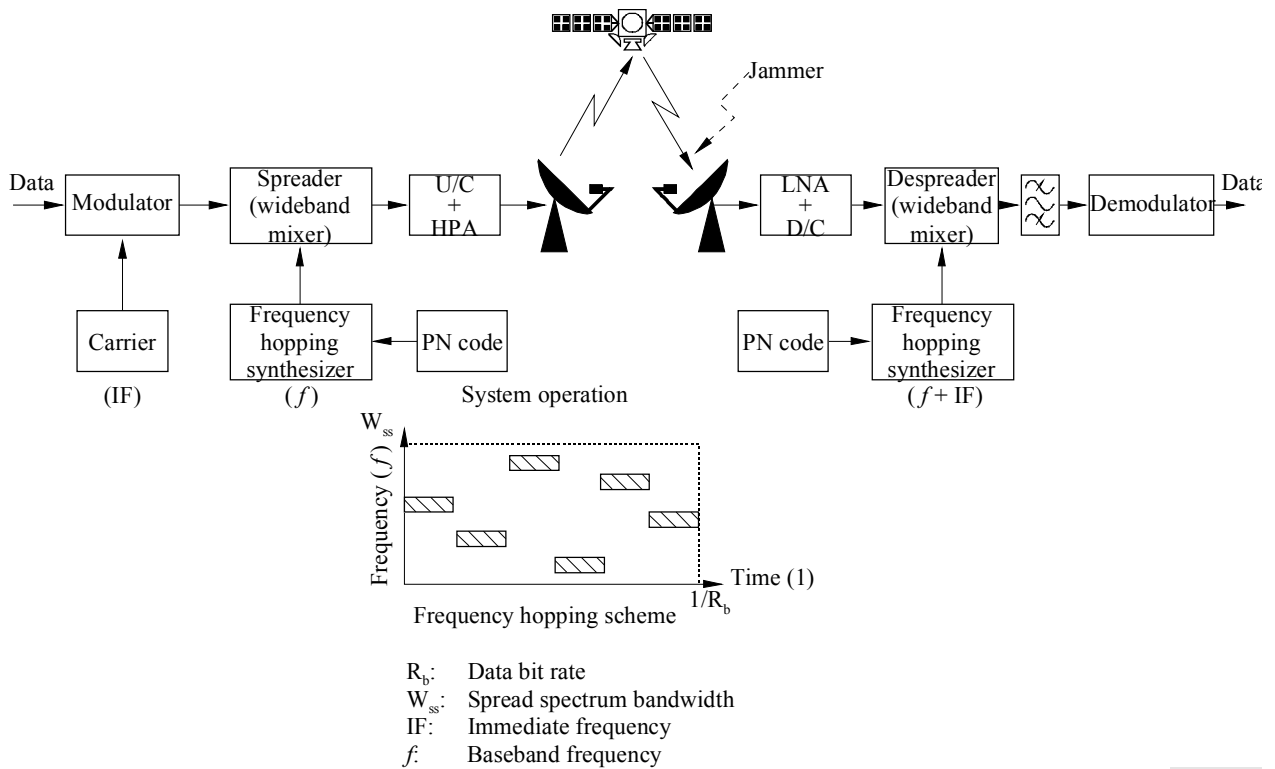 Jammer
Data
Modulator
Spreader
(wideband
mixer)
U/C
+
HPA
LNA
+
D/C
Despreader
(wideband
mixer)
Demodulator
Data
Carrier
(IF)
Frequency
hopping
synthesizer
(f)
PN code
System operation
PN code
Frequency
hopping
synthesizer
(f + IF)
Wss
Frequency (f)
Time (1)
1/Rb
Frequency hopping scheme
Rb: Data bit rate
Wss: Spread spectrum bandwidth
IF: Immediate frequency
f: Baseband frequency